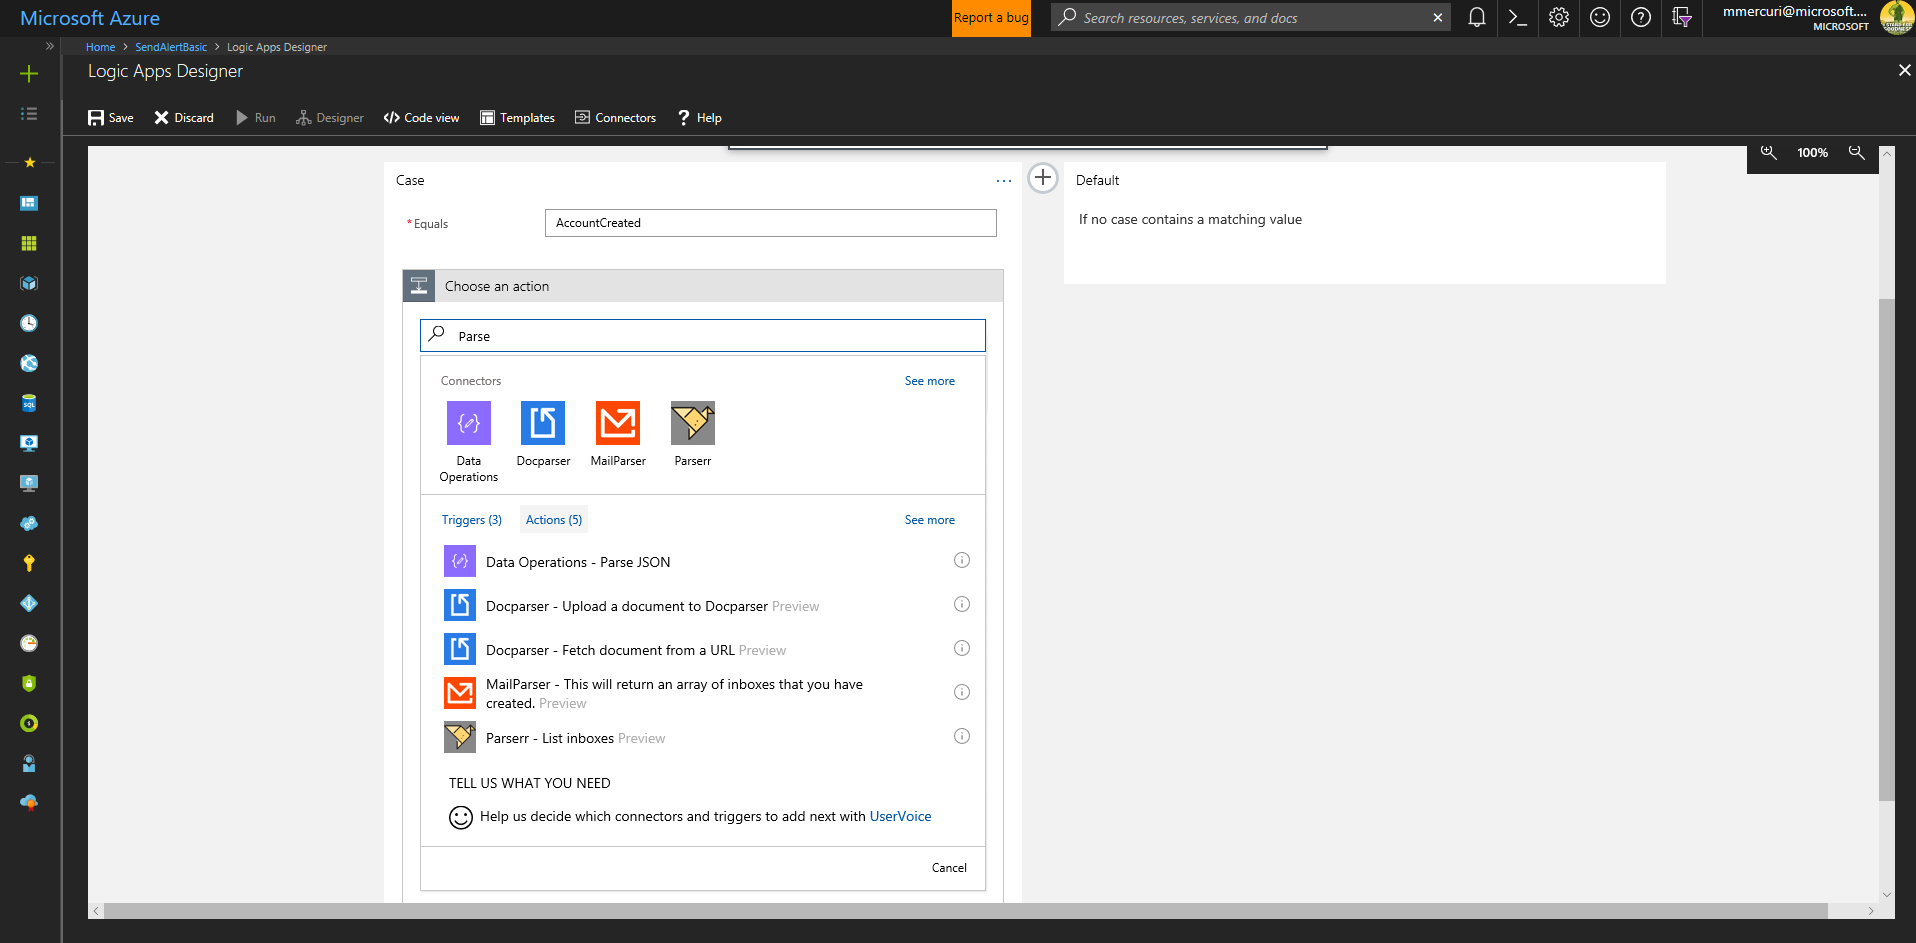 Microsoft Azure
Report a bug
Search resources, services, and docs
mmercuri@microsoft....
MICROSOFT
Home > SendAlertBasic > Logic Apps Designer
Logic Apps Designer
Save
Discard
Run
Designer
Code view
Templates
Connectors
Help
100%
Case
Default
* Equals
AccountCreated
If no case contains a matching value
Choose an action
Parse
Connectors
See more
Data
Operations
Docparser
MailParser
Parserr
Triggers (3)
Actions (5)
See more
Data Operations - Parse JSON
Docparser - Upload a document to Docparser Preview
Docparser - Fetch document from a URL Preview
MailParser - This will return an array of inboxes that you have
created. Preview
Parserr - List inboxes Preview
TELL US WHAT YOU NEED
Help us decide which connectors and triggers to add next with UserVoice
Cancel